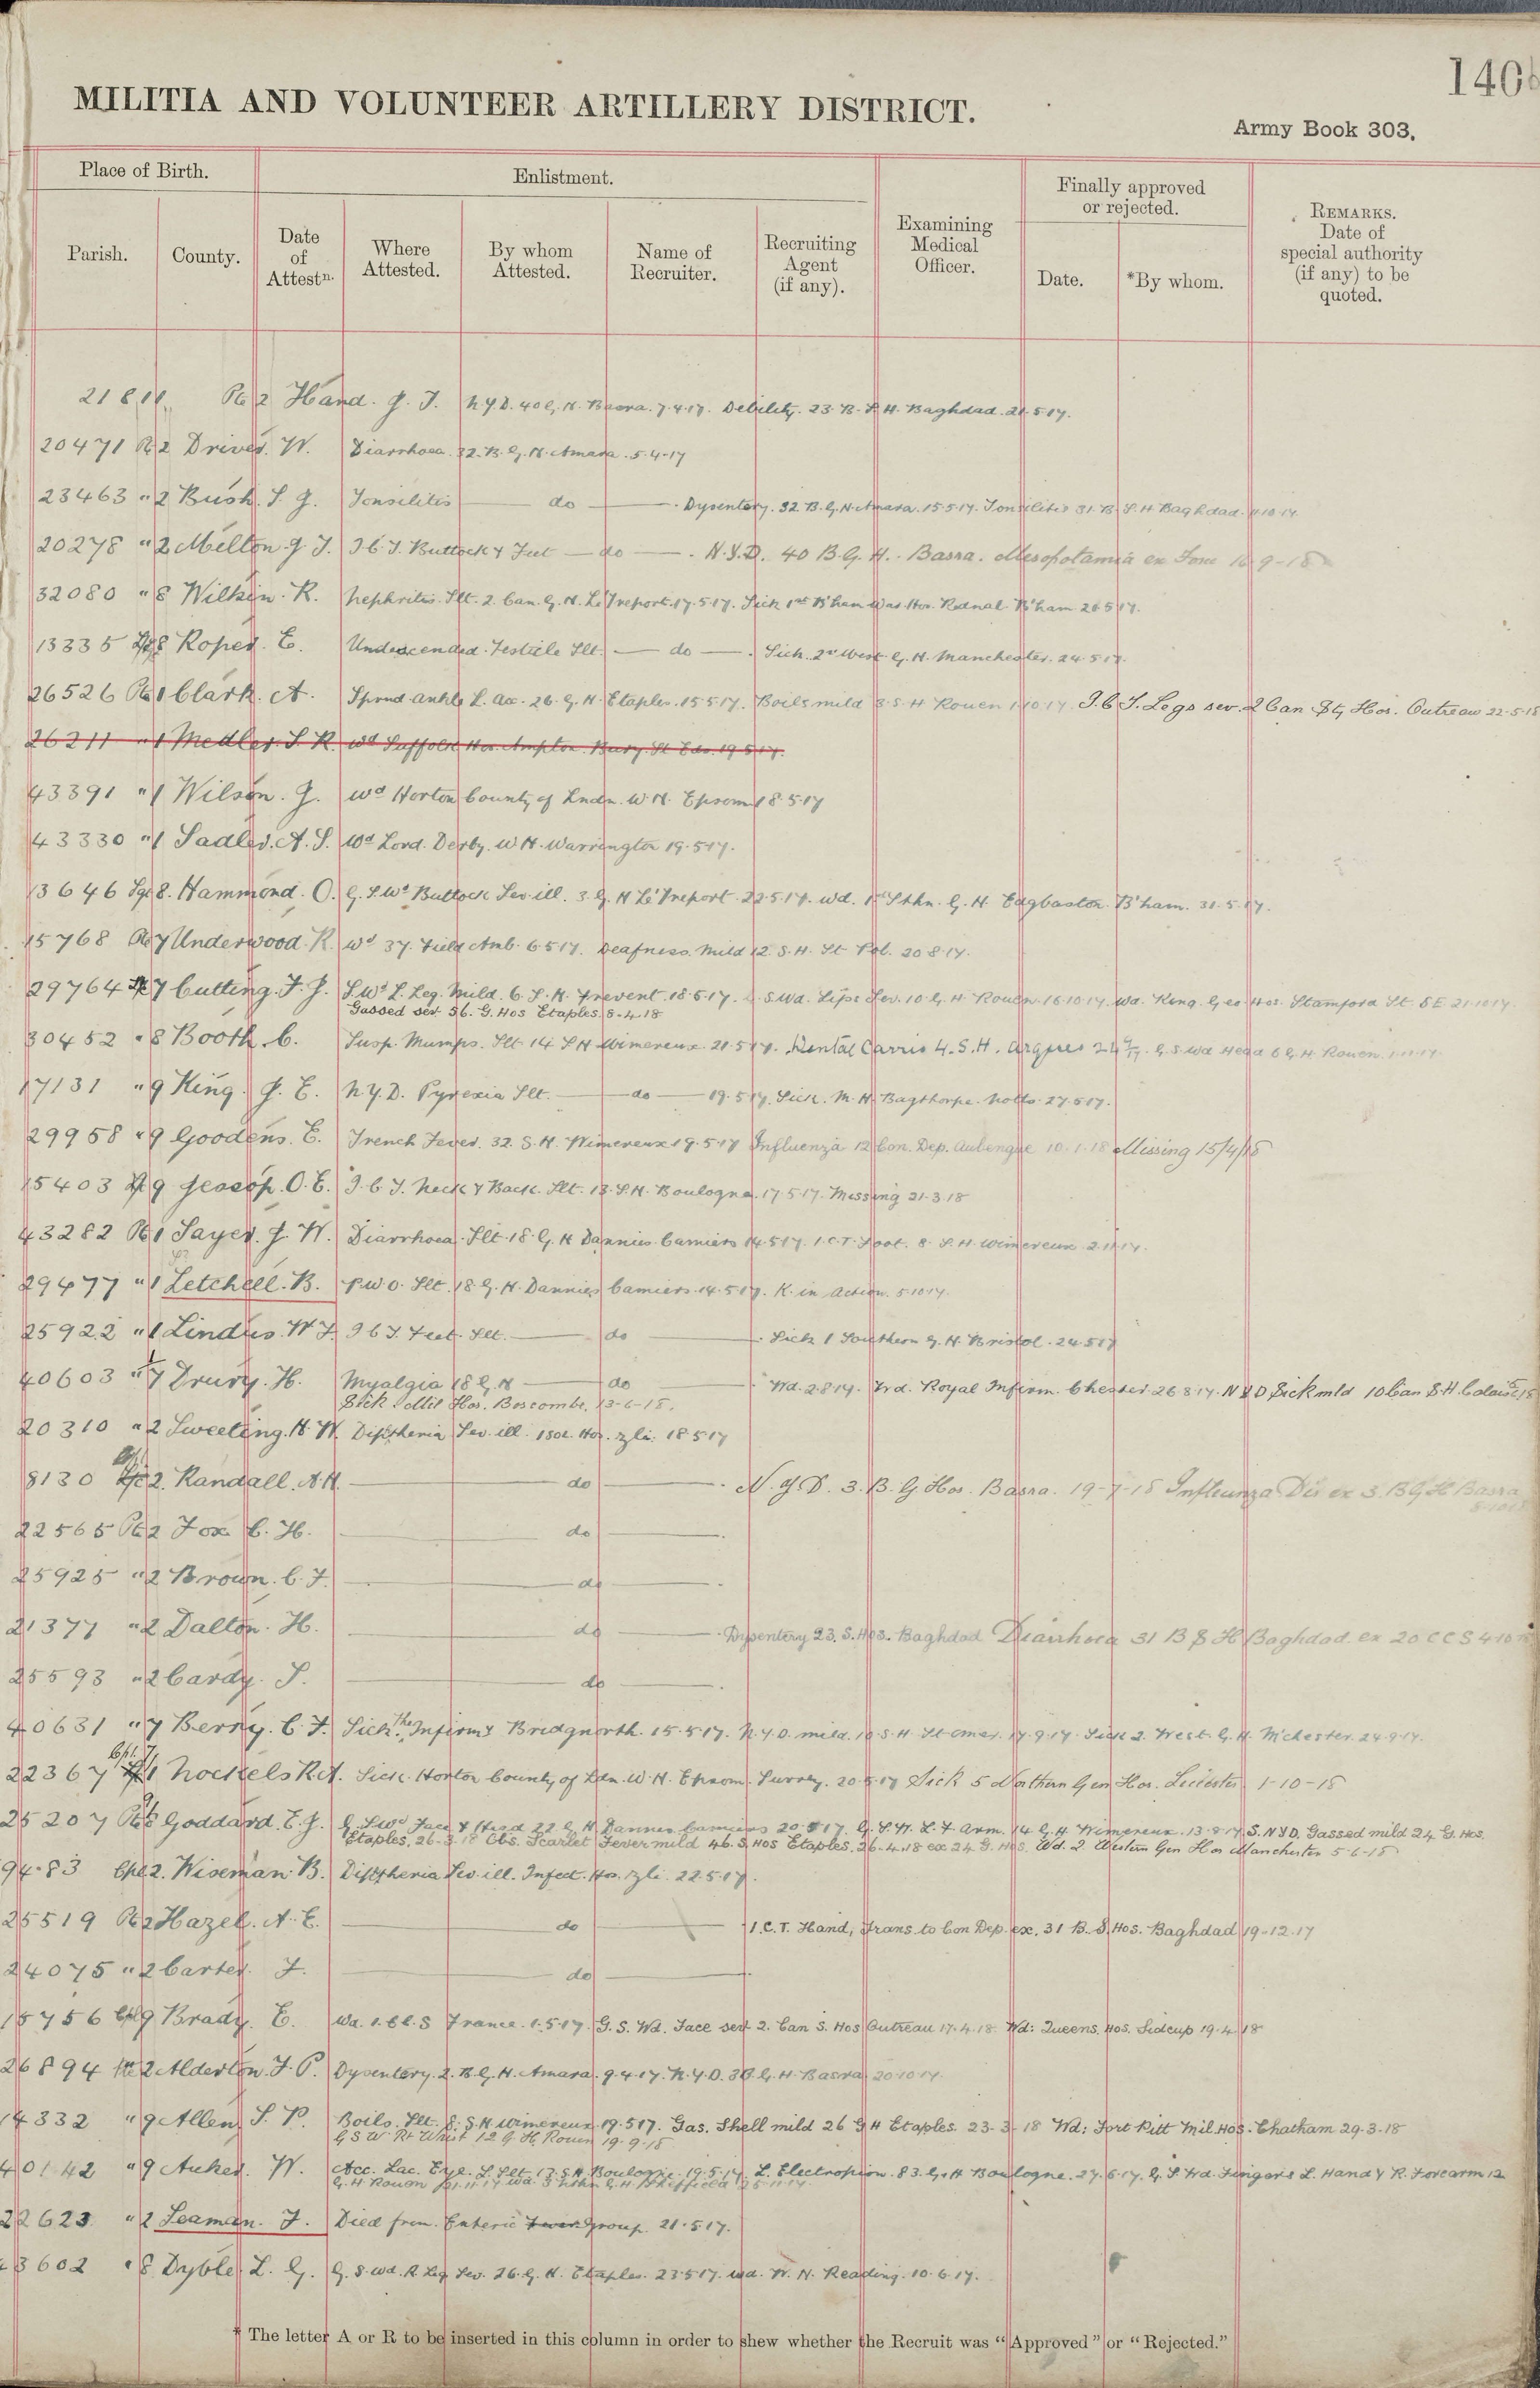 140
MILITIA AND VOLUNTEER ARTILLERY DISTRICT.
Army Book 303.
Place of Birth.
Enlistment.
Finally approved or rejected.
Parish.
County.
Date of Attestn.
Where Attested.
By whom Attested.
Name of Recruiter.
Recruiting Agent (if any).
Examining Medical Officer.
Date.
*By whom.
REMARKS. Date of special authority (if any) to be quoted.
21811 Pte 2 Hand. J. T. N.Y.D. 40 G. H. Basra. 7.4.17. Debility. 23. B. S. H. Baghdad. 21.5.17.
20471 Pte 2 Driver. W. Diarrhoea. 32. B. G. H. Amara. 5.4.17
23463 " 2 Bush. S. G. Tonsilitis do Dysentery. 32 B. G. H. Amara. 15.5.17. Tonsilitis 31. B. S. H. Baghdad. 4.10.17.
20278 " 2 Melton. G. J. I. C. T. Buttock & Feet do N.Y.D. 40 B. G. H. Basra. Mesopotamia ex 16-9-18
32080 " 8 Wilkin. R. Nephritis. Slt. 2. Can. G. H. Le Treport. 17.5.17. Sick 1st B'ham War Hos. Rednal. B'ham 21.5.17.
13335 8 Roper. E. Undescended Testicle Slt. do Sick. 2nd West. G. H. Manchester. 24.5.17.
26526 Pte 1 Clark. A. Sprnd Ankle L. Acc. 26. G. H. Etaples. 15.5.17. Boils mild 8. S. H Rouen 1.10.17. I. C. T. Legs sev. 2 Can Hos. Outreau 22-5-18
26211 " 1 Medler. S. R. Wd Suffolk Hos. Ampton. Bury. St Eds. 19.5.17.
43391 " 1 Wilson. G. Wd Horton County of Lndn. W. H. Epsom 18.5.17
43330 " 1 Sadler. A. S. Wd Lord. Derby. W. H. Warrington 19.5.17.
13646 Sgt 8. Hammond. O. G. S. Wd Buttock Sev. ill. 3. G. H Le Treport. 22.5.17. Wd. 1st Sthn. G. H. Edgbaston B'ham. 31.5.17.
15768 Pte 7 Underwood. R. Wd 37. Field Amb. 6.5.17. Deafness. Mild 12. S. H. St Pol. 20.8.17.
29764 7 Cutting. F. J. S. Wd L. Leg. Mild. 6. S. H. Frevent. 18.5.17. G. S. Wd. Lips Sev. 10 G. H Rouen. 16.10.17. Wd. King. Geo Hos. Stamford St. SE 21.10.17.
Gassed sev. 56. G. Hos Etaples. 8-4-18
30452 " 8 Booth. C. Susp. Mumps. Slt 14. S H Wimereux. 21.5.17. Dental Carris 4. S. H. Arques G. S. Wd Head 6 G. H Rouen. 1.11.17.
17131 " 9 King. J. E. N. Y. D. Pyrexia Slt. do 19.5.17. Sick. M. H. Bagthorpe. Notts. 27.5.17.
29958 " 9 Goodens. E. Trench Fever. 32. S. H. Wimereux 19.5.17 Influenza 12 Con. Dep. Aubengue 10.1.18 Missing 15/4/18
15403 9 Jessop. O. E. I. C. T. Neck & Back. Slt. 13. S. H. Boulogne. 17.5.17. Missing 21.3.18
43282 Pte 1 Sayer. J. W. Diarrhoea. Slt. 18. G. H Dannies Camiers 14.5.17. I. C. T. Foot. 8. S. H Wimereux 2.11.17.
29477 " 1 Letchell. B. P. U. O. Slt. 18. G. H. Dannies Camiers. 14.5.17. K. in Action. 5.10.17.
25922 " 1 Lindus. W. F. I C T. Feet. Slt. do Sick 1 Southern G. H. Bristol. 24.5.17
40603 " 7 Drury. H. Myalgia 18 G. H do Wd. 2.8.17. Wd. Royal Infirm. Chester 26.8.17. N Y D Sick mld 10 Can S. H. Calais
Sick Mil Hos. Boscombe. 13-6-18.
20310 " 2 Sweeting. H. W. Diphtheria Sev. ill. Isol. Hos. 18.5.17
8130 2. Randall. A. H. do N. Y. D. 3. B. G Hos. Basra. 19-7-18 Influenza Dis ex 3. B G H Basra
22565 Pte 2 Fox C. H. do
25925 " 2 Brown. C. F. do
21377 " 2 Dalton. H. do Dysentery 23. S. Hos. Baghdad Diarrhoea 31 B S H Baghdad. ex 20 CCS 4.10
25593 " 2 Cardy. S. do
40631 " 7 Berry. C. F. Sick. The Infirmy Bridgnorth. 15.5.17. N. Y. D. mild. 10. S. H. St Omer. 17.9.17. Sick 2. West. G. H. M'chester. 24.9.17.
22367 Cpl. 1 Nockels R. A. Sick. Horton County of Ldn. W. H. Epsom. Surrey. 20.5.17 Sick 5 Northern Gen Hos. Leicester 1-10-18
25207 Pte 8 Goddard. E. J. G. S. Wd Face & Head 22 G. H. Dannes Camiers 20.5.17. G. S. W. L. F. Arm. 14 G. H. Wimereux. 13.8.17. S. N Y D. Gassed mild 24 G. Hos.
Etaples. 26.3.18 Obs. Scarlet Fever mild 46. S. Hos Etaples. 26-4-18 ex 24 G. Hos. Wd. 2 Western Gen Hos Manchester 5-6-18
9483 Cpl 2. Wiseman B. Diphtheria Sev. ill. Infect. Hos. 22.5.17.
25519 Pte 2 Hazel. A. E. do I. C. T. Hand, Trans. to Con Dep. ex. 31 B. S. Hos. Baghdad 19-12-17
24075 " 2 Carter. F. do
15756 Cpl 9 Brady. E. Wd. 1. C C. S France. 1.5.17. G. S. Wd. Face sev. 2. Can S. Hos Outreau 17.4.18. Wd: Queens Hos. Sidcup 19.4.18
26894 Pte 2 Alderton. F. P. Dysentery. 2. B. G. H. Amara. 9.4.17. N. Y. D. 3 B. G. H. Basra 20.10.17.
14332 " 9 Allen S. P. Boils. Slt. 8. S. H Wimereux. 19.5.17. Gas. Shell mild 26 G H Etaples. 23-3-18 Wd: Fort Pitt Mil. Hos. Chatham 29-3-18
G S W Rt Wrist 12 G H. Rouen 19-9-18
40142 " 9 Auker. W. Acc. Lac. Eye. L Slt. 13. S. H Boulogne. 19.5.17. L. Electropion. 83. G. H Boulogne. 27.6.17. G. S. Wd. Fingers L. Hand & R. Forearm 12
G. H Rouen Wd. 3 Nthn G. H. Sheffield 25.11.17.
22623 " 2 Seaman. F. Died from. Enteric Fever Group. 21.5.17.
43602 " 8 Dyble L. G. G. S. Wd. R Leg Sev. 26. G. H. Etaples. 23.5.17. Wd. W. H. Reading. 10.6.17.
* The letter A or R to be inserted in this column in order to shew whether the Recruit was "Approved" or "Rejected."